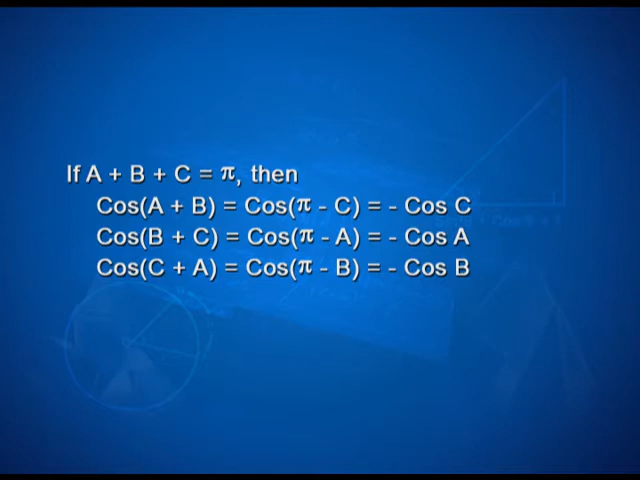 If A + B + C = π, then
Cos(A + B) = Cos(π - C) = - Cos C
Cos(B + C) = Cos(π - A) = - Cos A
Cos(C + A) = Cos(π - B) = - Cos B